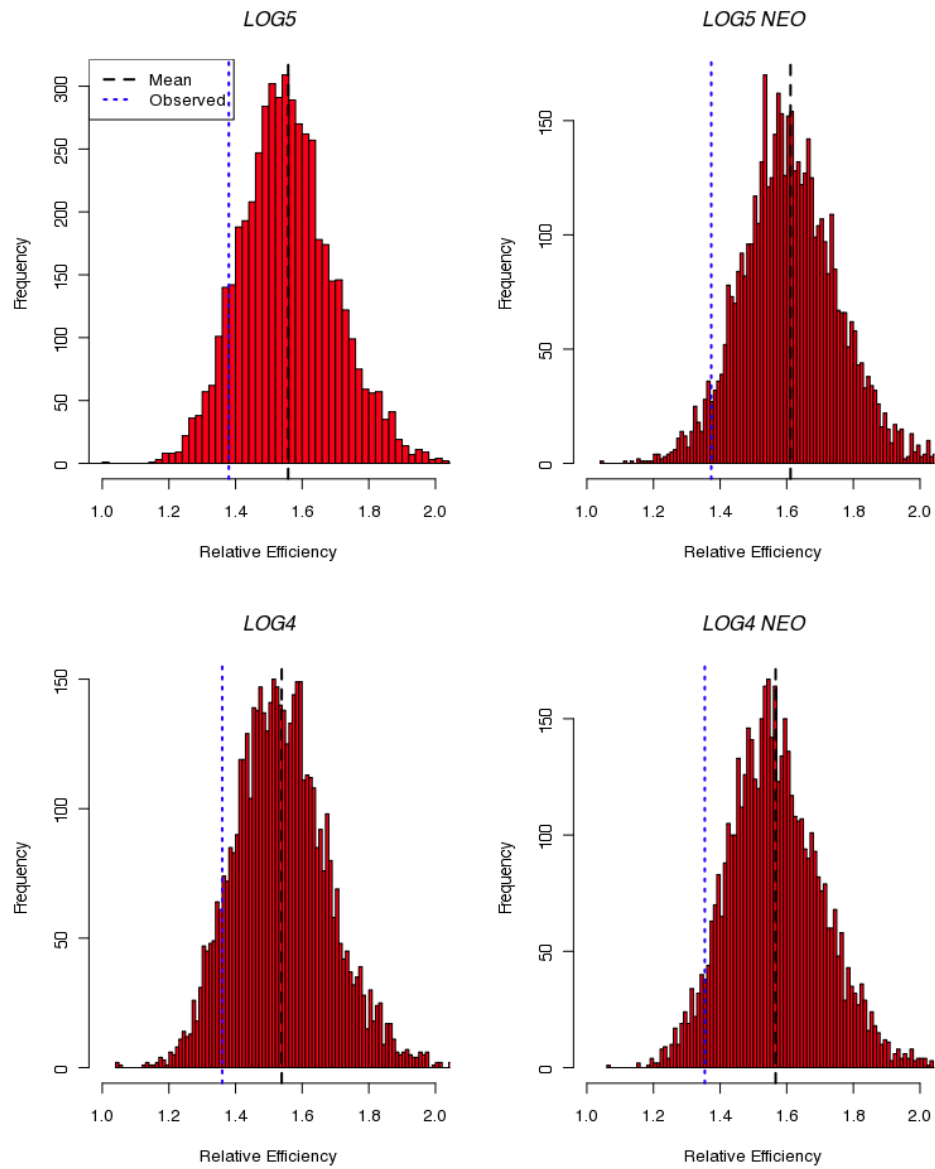 LOG5
Mean
Observed
Frequency
0 50 100 150 200 250 300
1.0 1.2 1.4 1.6 1.8 2.0
Relative Efficiency
LOG5 NEO
Frequency
0 50 100 150
1.0 1.2 1.4 1.6 1.8 2.0
Relative Efficiency
LOG4
Frequency
0 50 100 150
1.0 1.2 1.4 1.6 1.8 2.0
Relative Efficiency
LOG4 NEO
Frequency
0 50 100 150
1.0 1.2 1.4 1.6 1.8 2.0
Relative Efficiency